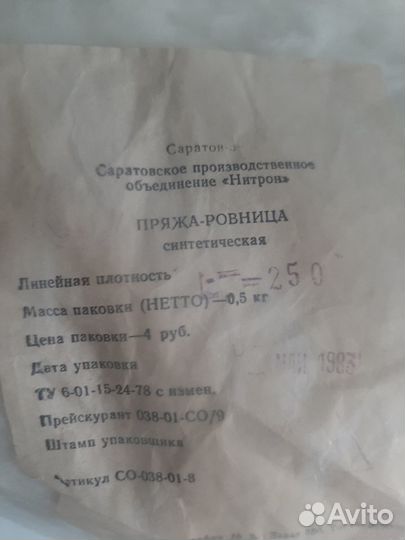 Саратов
Саратовское производственное
объединение «Нитрон»
ПРЯЖА-РОВНИЦА
синтетическая
Линейная плотность 250
Масса паковки (НЕТТО)—0,5 кг
Цена паковки—4 руб.
Дата упаковки
МАЙ 1983
ТУ 6-01-15-24-78 с измен.
Прейскурант 038-01-СО/9
Штамп упаковщика
Артикул СО-038-01-8
Avito